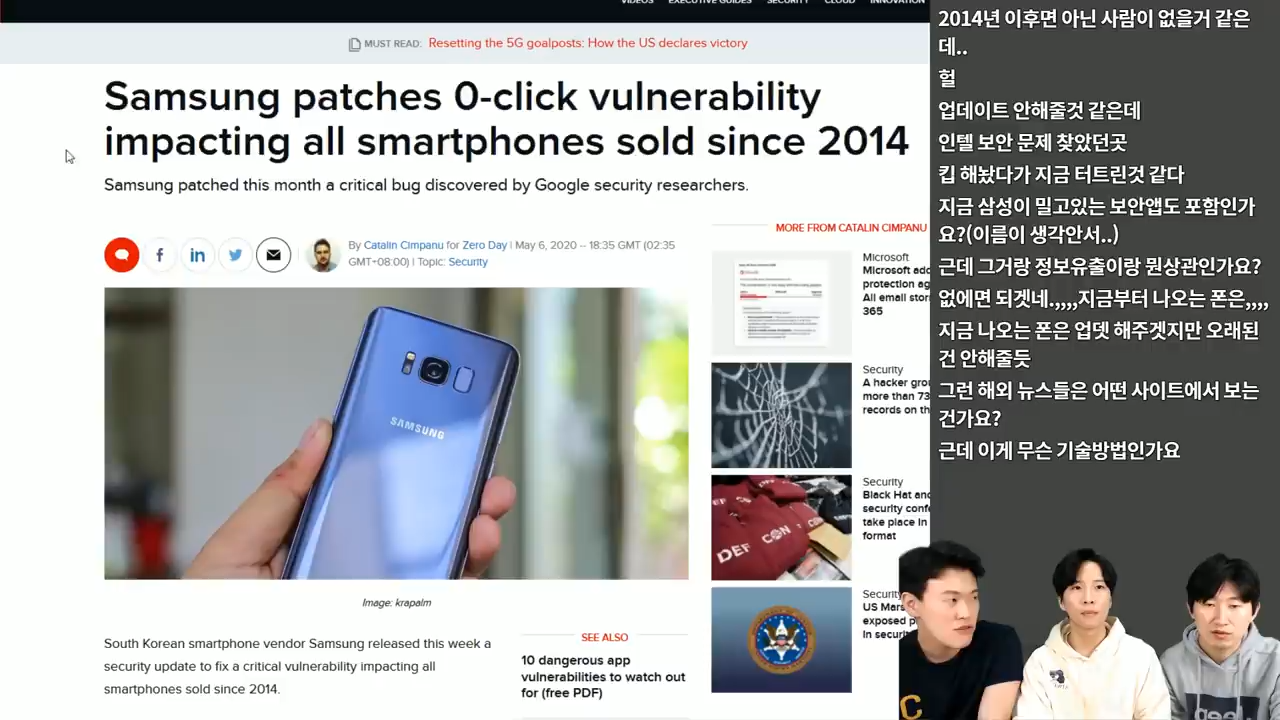 VIDEOS EXECUTIVE GUIDES SECURITY CLOUD INNOVATION
MUST READ: Resetting the 5G goalposts: How the US declares victory
Samsung patches 0-click vulnerability
impacting all smartphones sold since 2014
Samsung patched this month a critical bug discovered by Google security researchers.
By Catalin Cimpanu for Zero Day | May 6, 2020 -- 18:35 GMT (02:35
GMT+08:00) | Topic: Security
SAMSUNG
Image: krapalm
South Korean smartphone vendor Samsung released this week a
security update to fix a critical vulnerability impacting all
smartphones sold since 2014.
SEE ALSO
10 dangerous app
vulnerabilities to watch out
for (free PDF)
MORE FROM CATALIN CIMPANU
Microsoft
Microsoft add
protection ag
All email stor
365
Security
A hacker grou
more than 73
records on th
DEF CON
DEF
Security
Black Hat and
security conf
take place in
format
Security
US Mars
exposed p
in securit
2014년 이후면 아닌 사람이 없을거 같은
데..
헐
업데이트 안해줄것 같은데
인텔 보안 문제 찾았던곳
킵 해놨다가 지금 터트린것 같다
지금 삼성이 밀고있는 보안앱도 포함인가
요?(이름이 생각안서..)
근데 그거랑 정보유출이랑 뭔상관인가요?
없에면 되겟네.,,,,,지금부터 나오는 폰은,,,,
지금 나오는 폰은 업뎃 해주겟지만 오래된
건 안해줄듯
그런 해외 뉴스들은 어떤 사이트에서 보는
건가요?
근데 이게 무슨 기술방법인가요
C